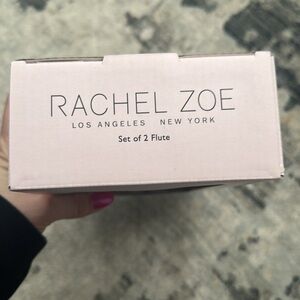 RACHEL ZOE
LOS ANGELES NEW YORK
Set of 2 Flute